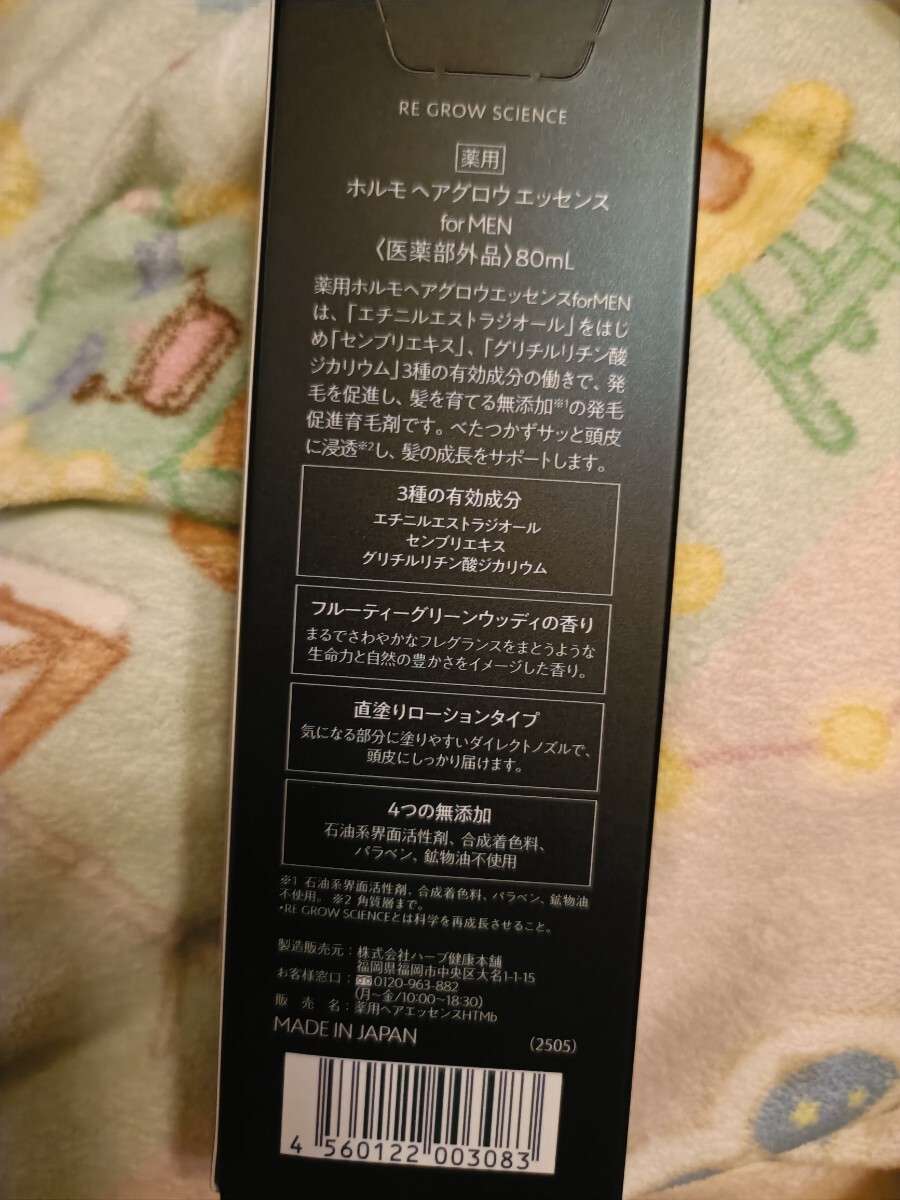 RE GROW SCIENCE
薬用
ホルモ ヘアグロウ エッセンス
for MEN
〈医薬部外品〉80mL
薬用ホルモヘアグロウエッセンスforMEN
は、「エチニルエストラジオール」をはじ
め「センブリエキス」、「グリチルリチン酸
ジカリウム」3種の有効成分の働きで、発
毛を促進し、髪を育てる無添加※1の発毛
促進育毛剤です。べたつかずサッと頭皮
に浸透※2し、髪の成長をサポートします。
3種の有効成分
エチニルエストラジオール
センブリエキス
グリチルリチン酸ジカリウム
フルーティーグリーンウッディの香り
まるでさわやかなフレグランスをまとうような
生命力と自然の豊かさをイメージした香り。
直塗りローションタイプ
気になる部分に塗りやすいダイレクトノズルで、
頭皮にしっかり届けます。
4つの無添加
石油系界面活性剤、合成着色料、
パラベン、鉱物油不使用
※1 石油系界面活性剤、合成着色料、パラベン、鉱物油
不使用。 ※2 角質層まで。
•RE GROW SCIENCEとは科学を再成長させること。
製造販売元：株式会社ハーブ健康本舗
福岡県福岡市中央区大名1-1-15
お客様窓口：0120-963-882
(月～金/10:00～18:30)
販売名：薬用ヘアエッセンスHTMb
MADE IN JAPAN (2505)
4 560122 003083